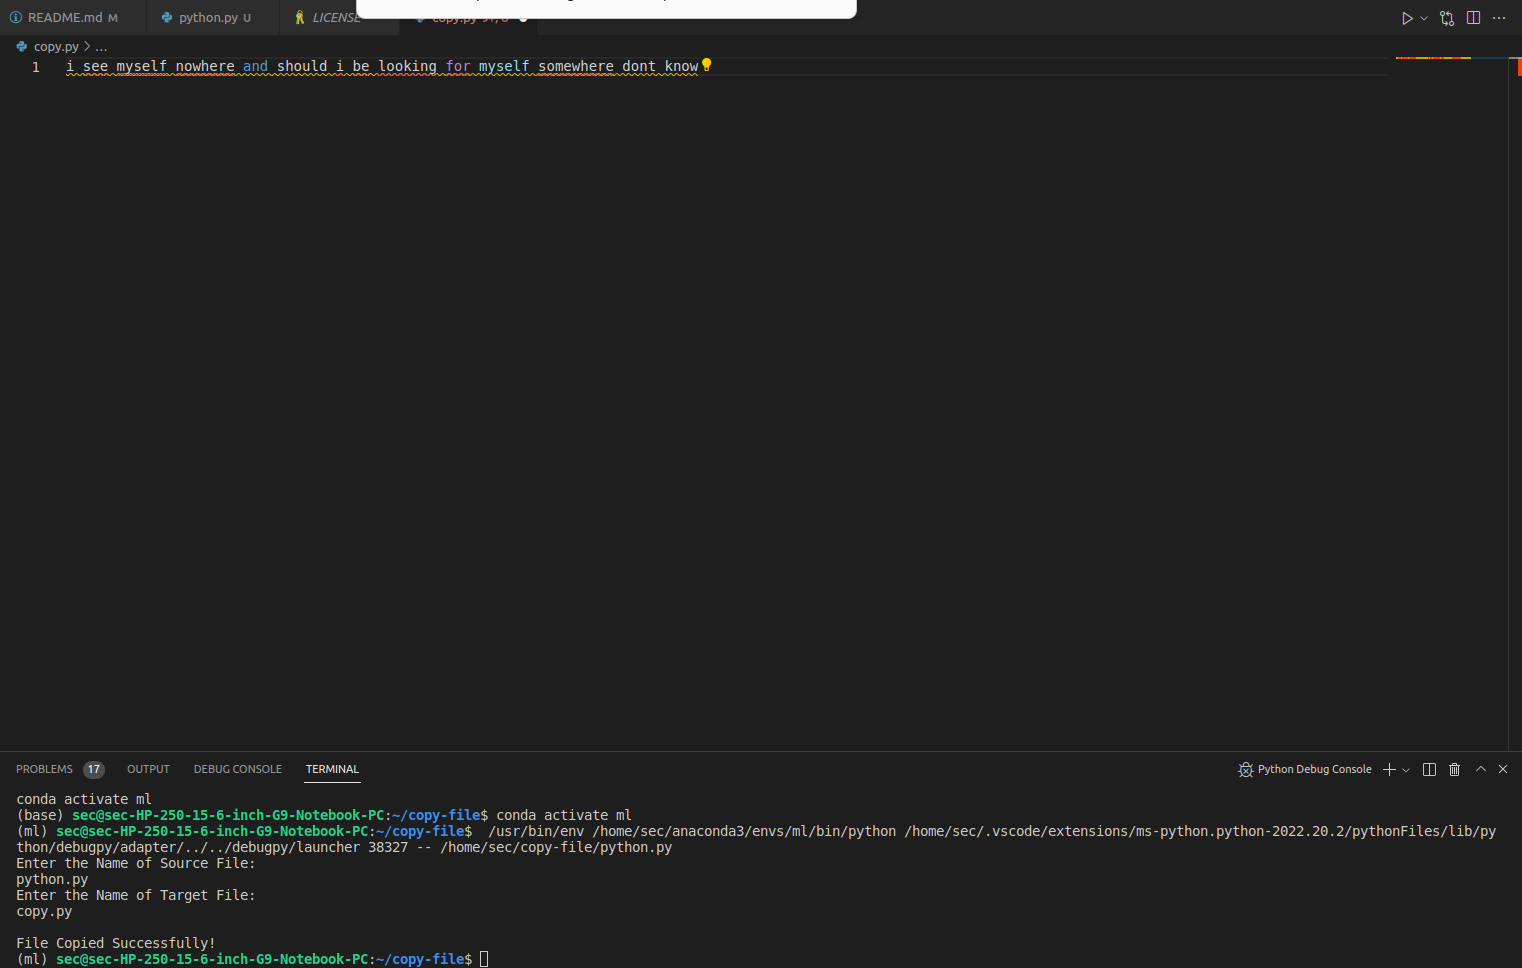 README.md M
python.py U
LICENSE
copy.py
copy.py > ...
1 i see myself nowhere and should i be looking for myself somewhere dont know
PROBLEMS 17 OUTPUT DEBUG CONSOLE TERMINAL
Python Debug Console
conda activate ml
(base) sec@sec-HP-250-15-6-inch-G9-Notebook-PC:~/copy-file$ conda activate ml
(ml) sec@sec-HP-250-15-6-inch-G9-Notebook-PC:~/copy-file$  /usr/bin/env /home/sec/anaconda3/envs/ml/bin/python /home/sec/.vscode/extensions/ms-python.python-2022.20.2/pythonFiles/lib/py
thon/debugpy/adapter/../../debugpy/launcher 38327 -- /home/sec/copy-file/python.py
Enter the Name of Source File:
python.py
Enter the Name of Target File:
copy.py
File Copied Successfully!
(ml) sec@sec-HP-250-15-6-inch-G9-Notebook-PC:~/copy-file$